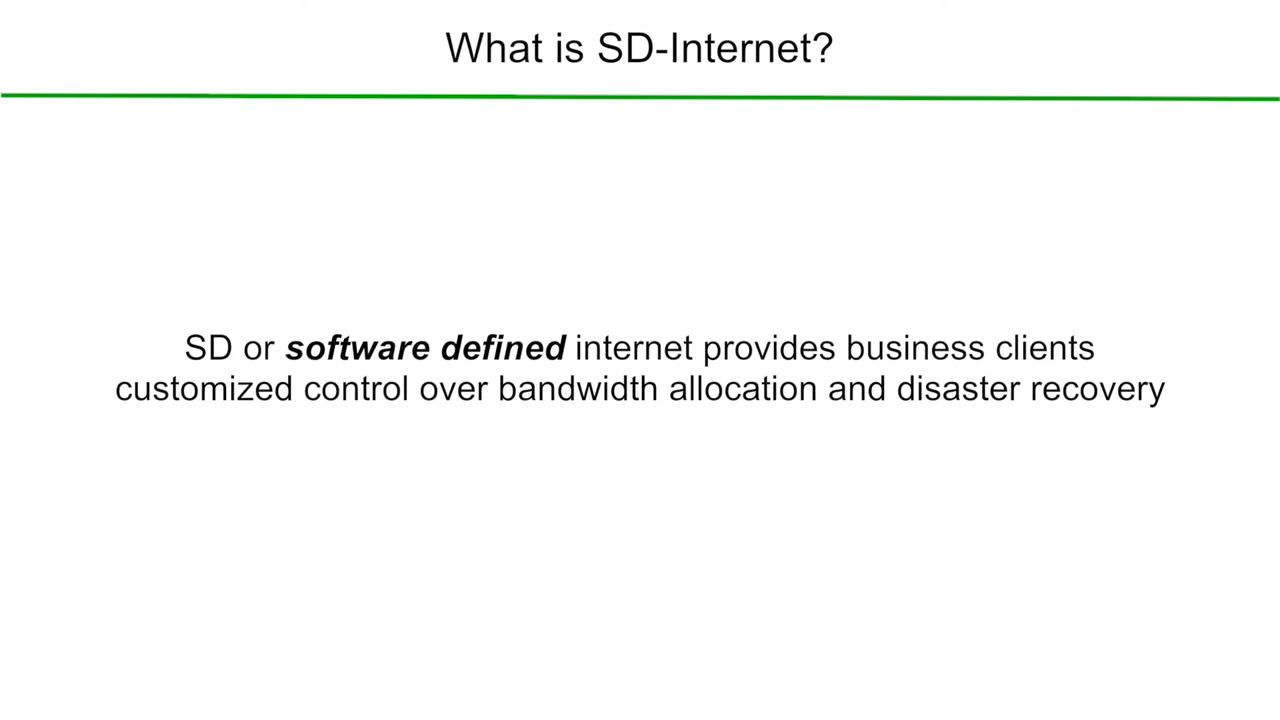 What is SD-Internet?
SD or software defined internet provides business clients
customized control over bandwidth allocation and disaster recovery